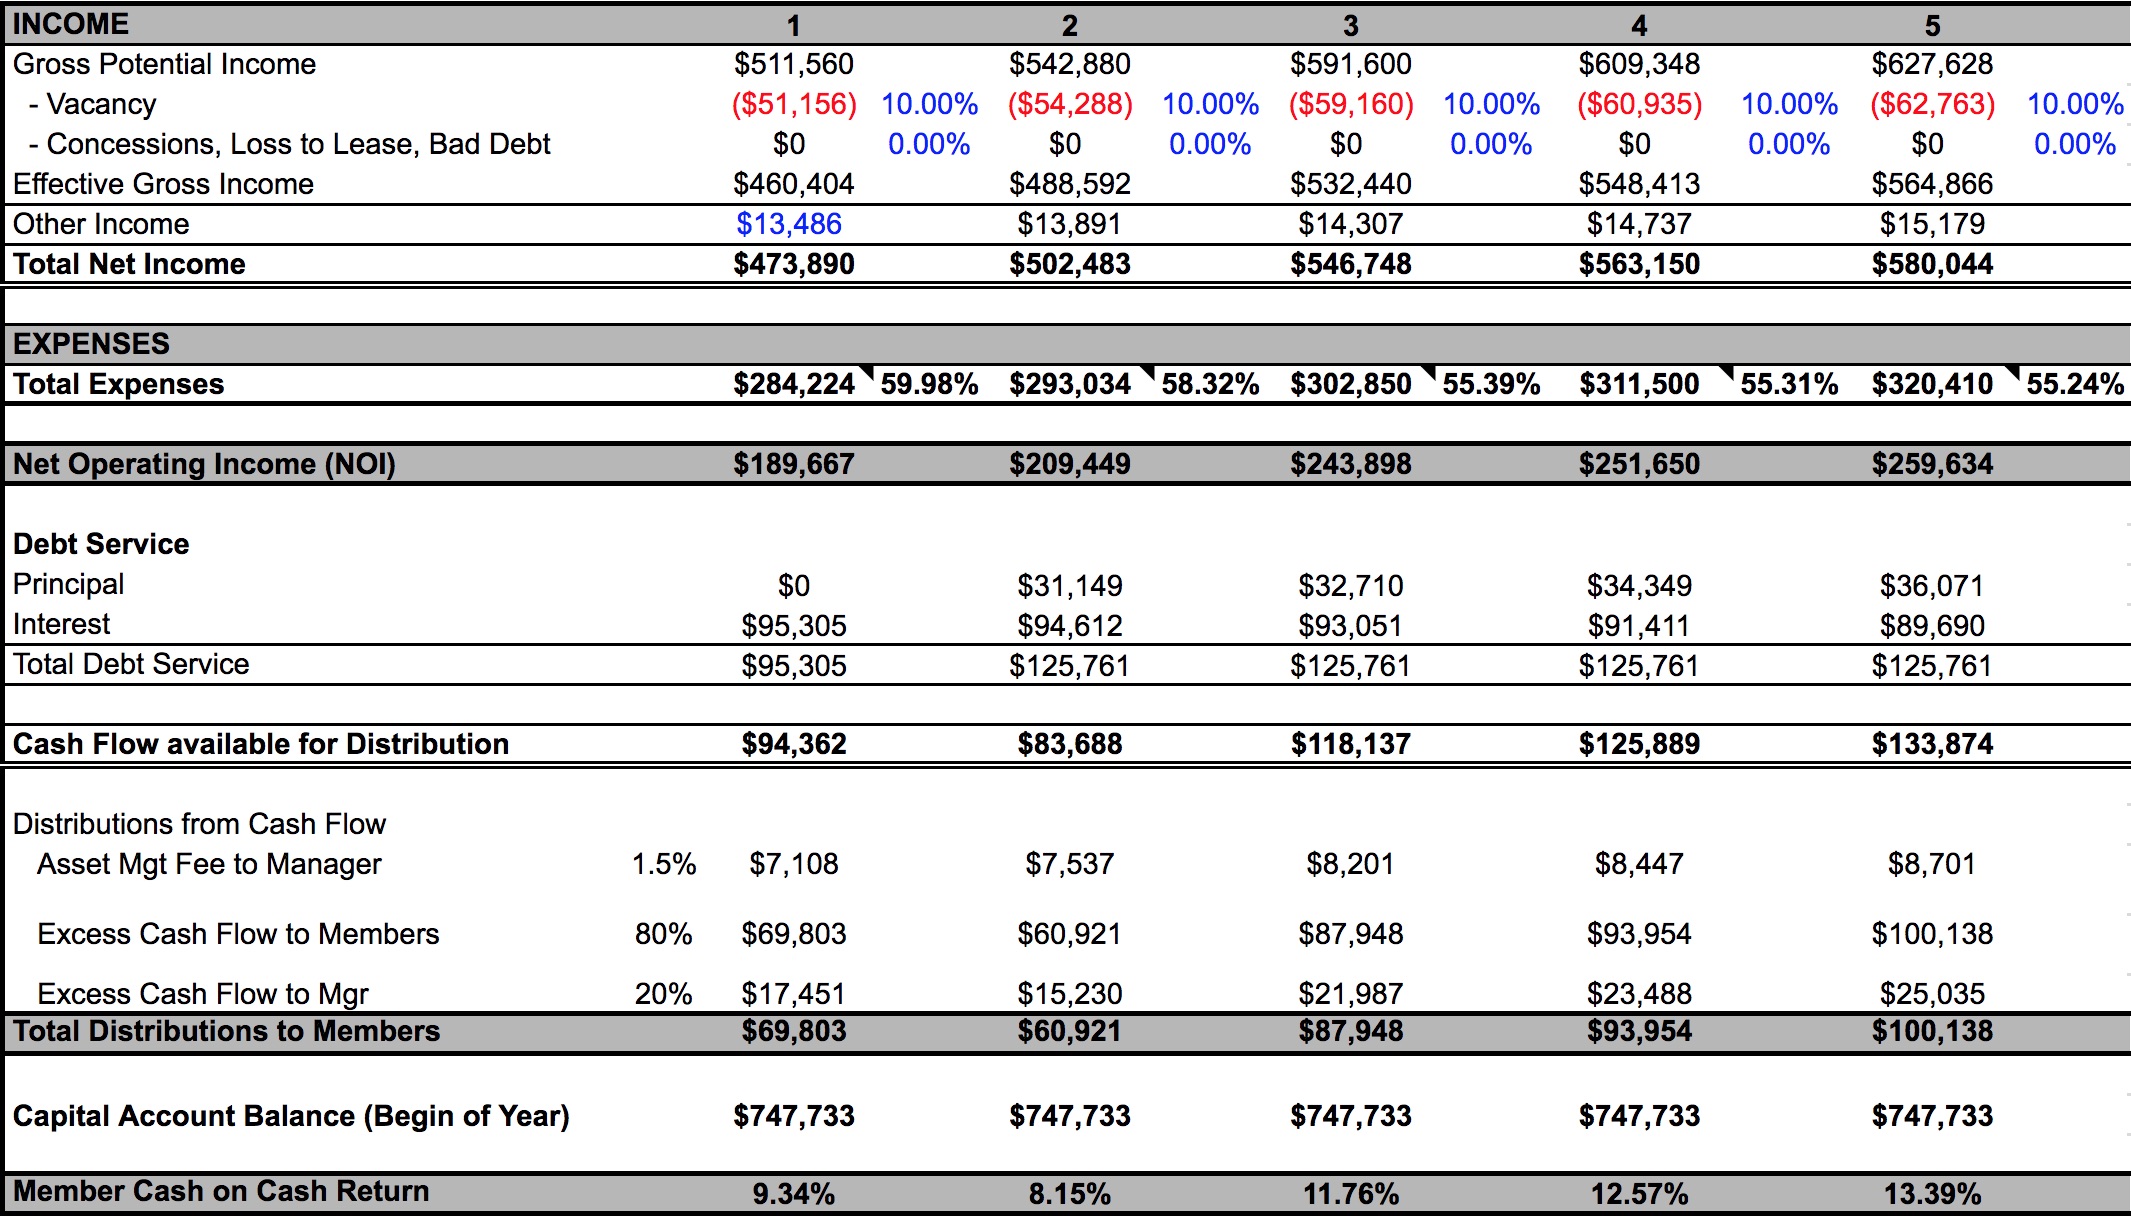 INCOME 1 2 3 4 5
Gross Potential Income $511,560 $542,880 $591,600 $609,348 $627,628
- Vacancy ($51,156) 10.00% ($54,288) 10.00% ($59,160) 10.00% ($60,935) 10.00% ($62,763) 10.00%
- Concessions, Loss to Lease, Bad Debt $0 0.00% $0 0.00% $0 0.00% $0 0.00% $0 0.00%
Effective Gross Income $460,404 $488,592 $532,440 $548,413 $564,866
Other Income $13,486 $13,891 $14,307 $14,737 $15,179
Total Net Income $473,890 $502,483 $546,748 $563,150 $580,044
EXPENSES
Total Expenses $284,224 59.98% $293,034 58.32% $302,850 55.39% $311,500 55.31% $320,410 55.24%
Net Operating Income (NOI) $189,667 $209,449 $243,898 $251,650 $259,634
Debt Service
Principal $0 $31,149 $32,710 $34,349 $36,071
Interest $95,305 $94,612 $93,051 $91,411 $89,690
Total Debt Service $95,305 $125,761 $125,761 $125,761 $125,761
Cash Flow available for Distribution $94,362 $83,688 $118,137 $125,889 $133,874
Distributions from Cash Flow
Asset Mgt Fee to Manager 1.5% $7,108 $7,537 $8,201 $8,447 $8,701
Excess Cash Flow to Members 80% $69,803 $60,921 $87,948 $93,954 $100,138
Excess Cash Flow to Mgr 20% $17,451 $15,230 $21,987 $23,488 $25,035
Total Distributions to Members $69,803 $60,921 $87,948 $93,954 $100,138
Capital Account Balance (Begin of Year) $747,733 $747,733 $747,733 $747,733 $747,733
Member Cash on Cash Return 9.34% 8.15% 11.76% 12.57% 13.39%